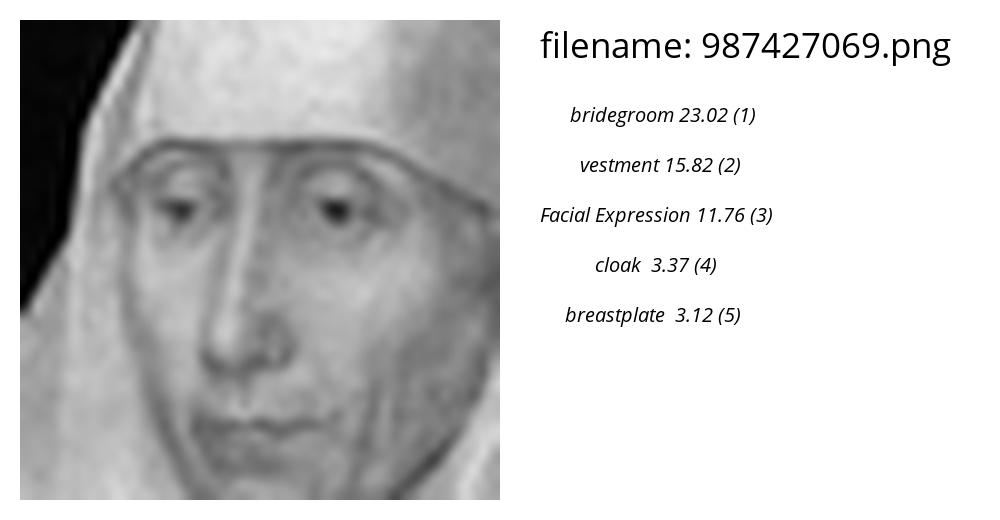 filename: 987427069.png
bridegroom 23.02 (1)
vestment 15.82 (2)
Facial Expression 11.76 (3)
cloak 3.37 (4)
breastplate 3.12 (5)